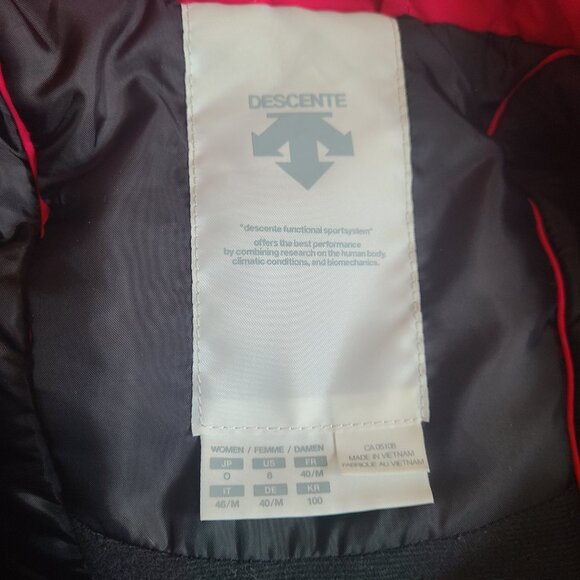 DESCENTE
"descente functional sportsystem"
offers the best performance
by combining research on the human body,
climatic conditions, and biomechanics.
WOMEN / FEMME / DAMEN
JP US FR
O 8 40/M
IT DE KR
46/M 40/M 100
CA 05108
MADE IN VIETNAM
FABRIQUE AU VIETNAM